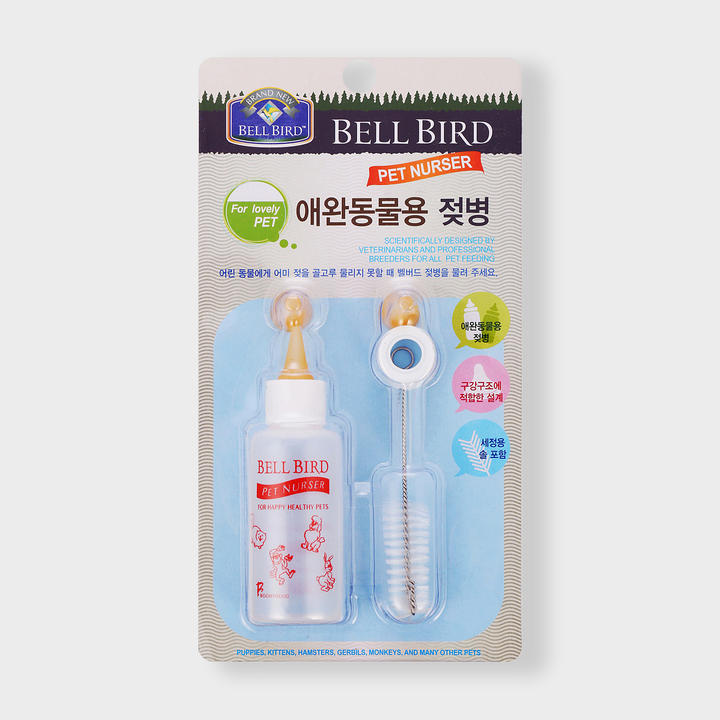 BRAND NEW
BELL BIRD™
BELL BIRD
PET NURSER
For lovely
PET
애완동물용 젖병
SCIENTIFICALLY DESIGNED BY
VETERINARIANS AND PROFESSIONAL
BREEDERS FOR ALL PET FEEDING
어린 동물에게 어미 젖을 골고루 물리지 못할 때 벨버드 젖병을 물려 주세요.
애완동물용
젖병
구강구조에
적합한 설계
세정용
솔 포함
BELL BIRD
PET NURSER
FOR HAPPY HEALTHY PETS
PUPPIES, KITTENS, HAMSTERS, GERBILS, MONKEYS, AND MANY OTHER PETS